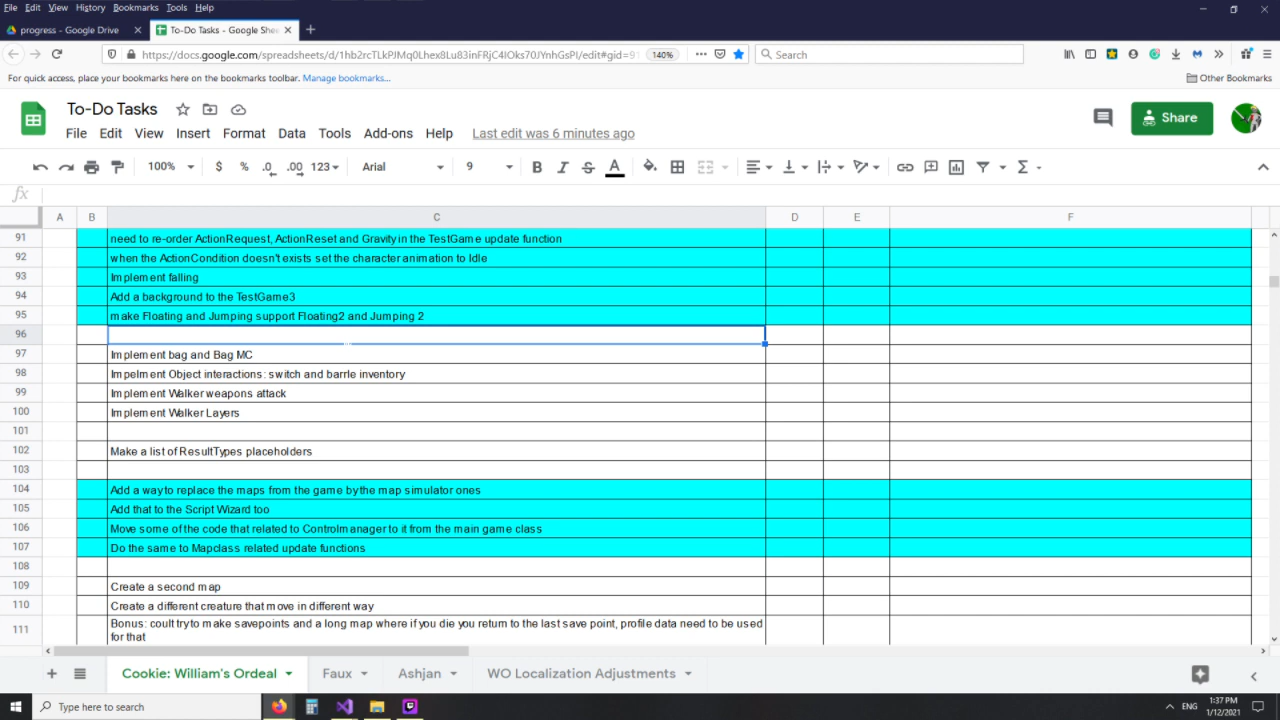 File Edit View History Bookmarks Tools Help
progress - Google Drive
To-Do Tasks - Google She
140%
Search
For quick access, place your bookmarks here on the bookmarks toolbar. Manage bookmarks...
Other Bookmarks
To-Do Tasks
File Edit View Insert Format Data Tools Add-ons Help Last edit was 6 minutes ago
Share
100% $ % .0 .00 123 Arial 9 B I S A
fx
A B C D E F
91 need to re-order ActionRequest, ActionReset and Gravity in the TestGame update function
92 when the ActionCondition doesn't exists set the character animation to Idle
93 Implement falling
94 Add a background to the TestGame3
95 make Floating and Jumping support Floating2 and Jumping 2
96
97 Implement bag and Bag MC
98 Impelment Object interactions: switch and barrle inventory
99 Implement Walker weapons attack
100 Implement Walker Layers
101
102 Make a list of ResultTypes placeholders
103
104 Add a way to replace the maps from the game by the map simulator ones
105 Add that to the Script Wizard too
106 Move some of the code that related to Controlmanager to it from the main game class
107 Do the same to Mapclass related update functions
108
109 Create a second map
110 Create a different creature that move in different way
111 Bonus: coult try to make savepoints and a long map where if you die you return to the last save point, profile data need to be used
for that
Cookie: William's Ordeal Faux Ashjan WO Localization Adjustments
Type here to search
ENG
1:37 PM
1/12/2021